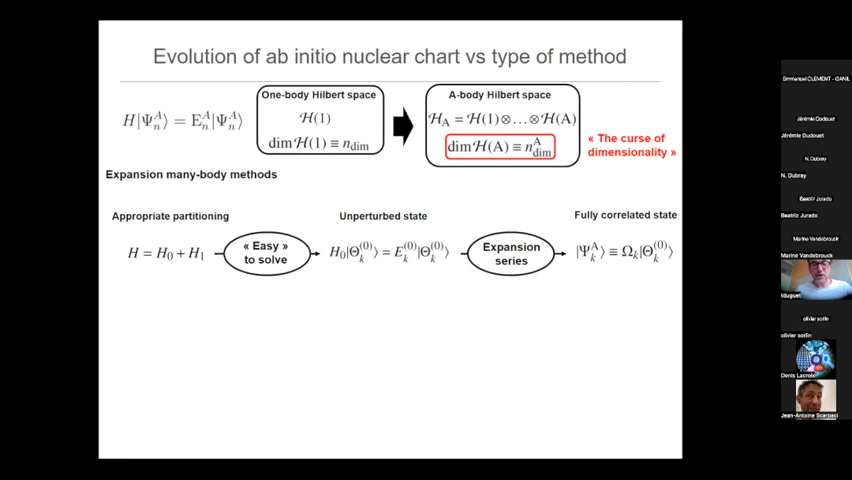 Evolution of ab initio nuclear chart vs type of method
One-body Hilbert space
A-body Hilbert space
H|Ψ_n^A⟩ = E_n^A|Ψ_n^A⟩
ℋ(1)
ℋ_A = ℋ(1)⊗…⊗ℋ(A)
dim ℋ(1) ≡ n_dim
dim ℋ(A) ≡ n_dim^A
« The curse of
dimensionality »
Expansion many-body methods
Appropriate partitioning
Unperturbed state
Fully correlated state
H = H_0 + H_1
« Easy »
to solve
H_0|Θ_k^(0)⟩ = E_k^(0)|Θ_k^(0)⟩
Expansion
series
|Ψ_k^A⟩ ≡ Ω_k|Θ_k^(0)⟩
Emmanuel CLEMENT - GANIL
Jérémie Dudouet
Jérémie Dudouet
N. Dubray
N. Dubray
Beatriz Jurado
Beatriz Jurado
Marine Vandebrouck
Marine Vandebrouck
tduguet
olivier sorlin
olivier sorlin
Denis Lacroix
Jean-Antoine Scarpaci